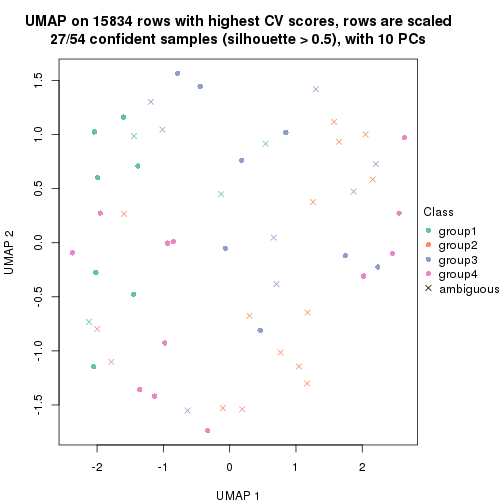 UMAP on 15834 rows with highest CV scores, rows are scaled
27/54 confident samples (silhouette > 0.5), with 10 PCs
1.5
1.0
0.5
0.0
-0.5
-1.0
-1.5
UMAP 2
-2
-1
0
1
2
UMAP 1
Class
group1
group2
group3
group4
ambiguous